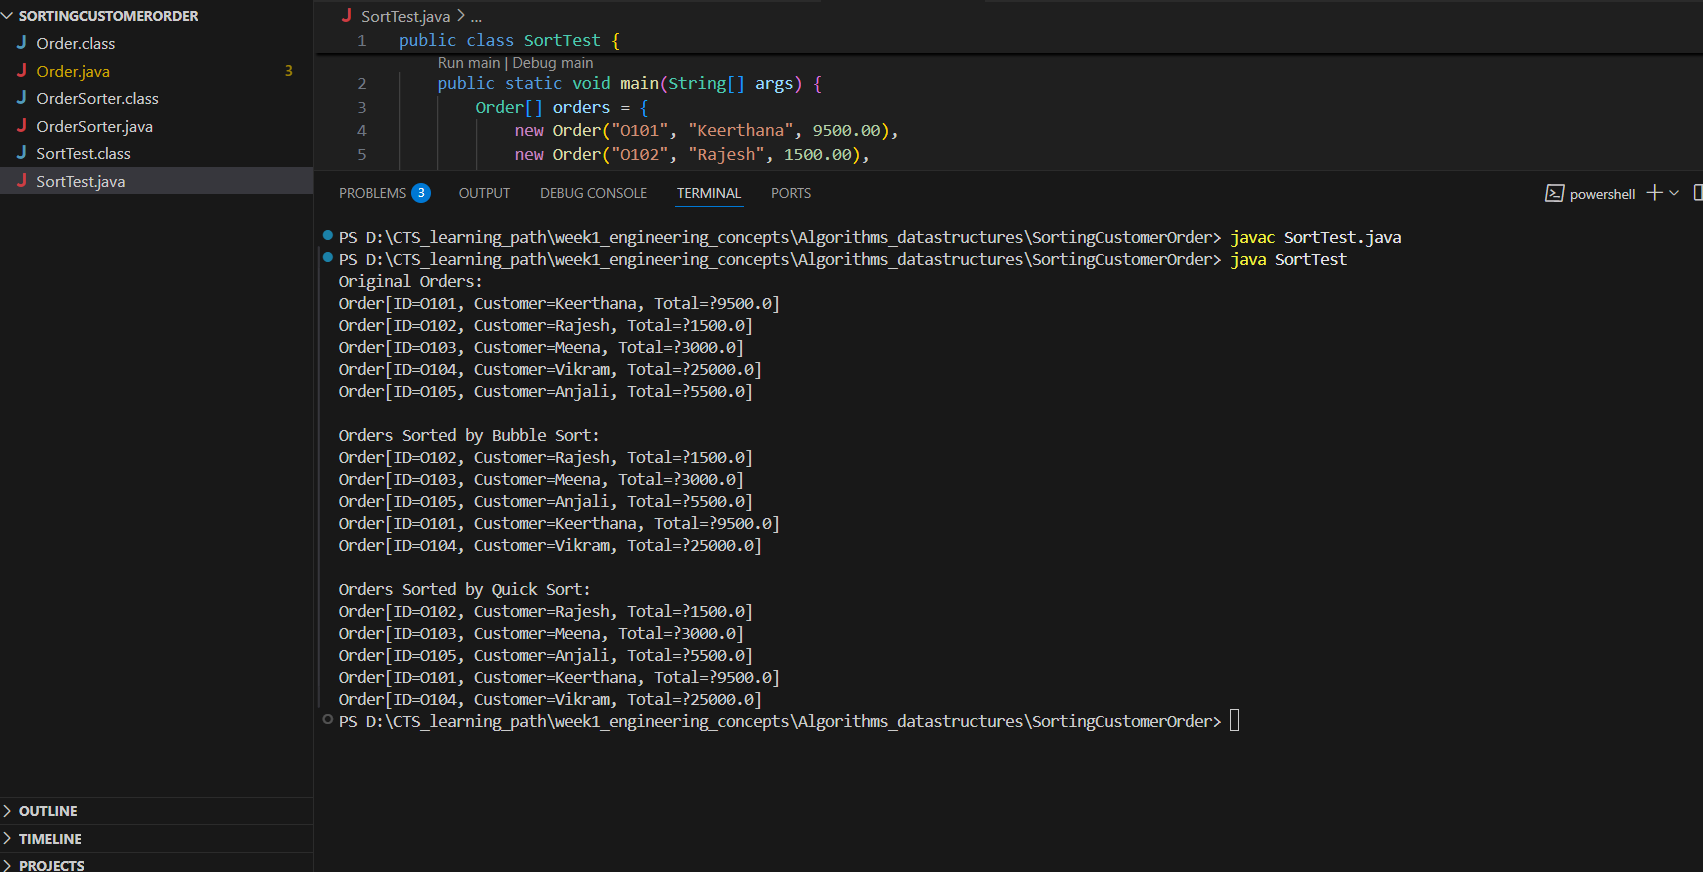 SORTINGCUSTOMERORDER
J Order.class
J Order.java 3
J OrderSorter.class
J OrderSorter.java
J SortTest.class
J SortTest.java
OUTLINE
TIMELINE
PROJECTS
J SortTest.java > ...
1 public class SortTest {
Run main | Debug main
2 public static void main(String[] args) {
3 Order[] orders = {
4 new Order("O101", "Keerthana", 9500.00),
5 new Order("O102", "Rajesh", 1500.00),
PROBLEMS 3 OUTPUT DEBUG CONSOLE TERMINAL PORTS powershell
PS D:\CTS_learning_path\week1_engineering_concepts\Algorithms_datastructures\SortingCustomerOrder> javac SortTest.java
PS D:\CTS_learning_path\week1_engineering_concepts\Algorithms_datastructures\SortingCustomerOrder> java SortTest
Original Orders:
Order[ID=O101, Customer=Keerthana, Total=?9500.0]
Order[ID=O102, Customer=Rajesh, Total=?1500.0]
Order[ID=O103, Customer=Meena, Total=?3000.0]
Order[ID=O104, Customer=Vikram, Total=?25000.0]
Order[ID=O105, Customer=Anjali, Total=?5500.0]
Orders Sorted by Bubble Sort:
Order[ID=O102, Customer=Rajesh, Total=?1500.0]
Order[ID=O103, Customer=Meena, Total=?3000.0]
Order[ID=O105, Customer=Anjali, Total=?5500.0]
Order[ID=O101, Customer=Keerthana, Total=?9500.0]
Order[ID=O104, Customer=Vikram, Total=?25000.0]
Orders Sorted by Quick Sort:
Order[ID=O102, Customer=Rajesh, Total=?1500.0]
Order[ID=O103, Customer=Meena, Total=?3000.0]
Order[ID=O105, Customer=Anjali, Total=?5500.0]
Order[ID=O101, Customer=Keerthana, Total=?9500.0]
Order[ID=O104, Customer=Vikram, Total=?25000.0]
PS D:\CTS_learning_path\week1_engineering_concepts\Algorithms_datastructures\SortingCustomerOrder>